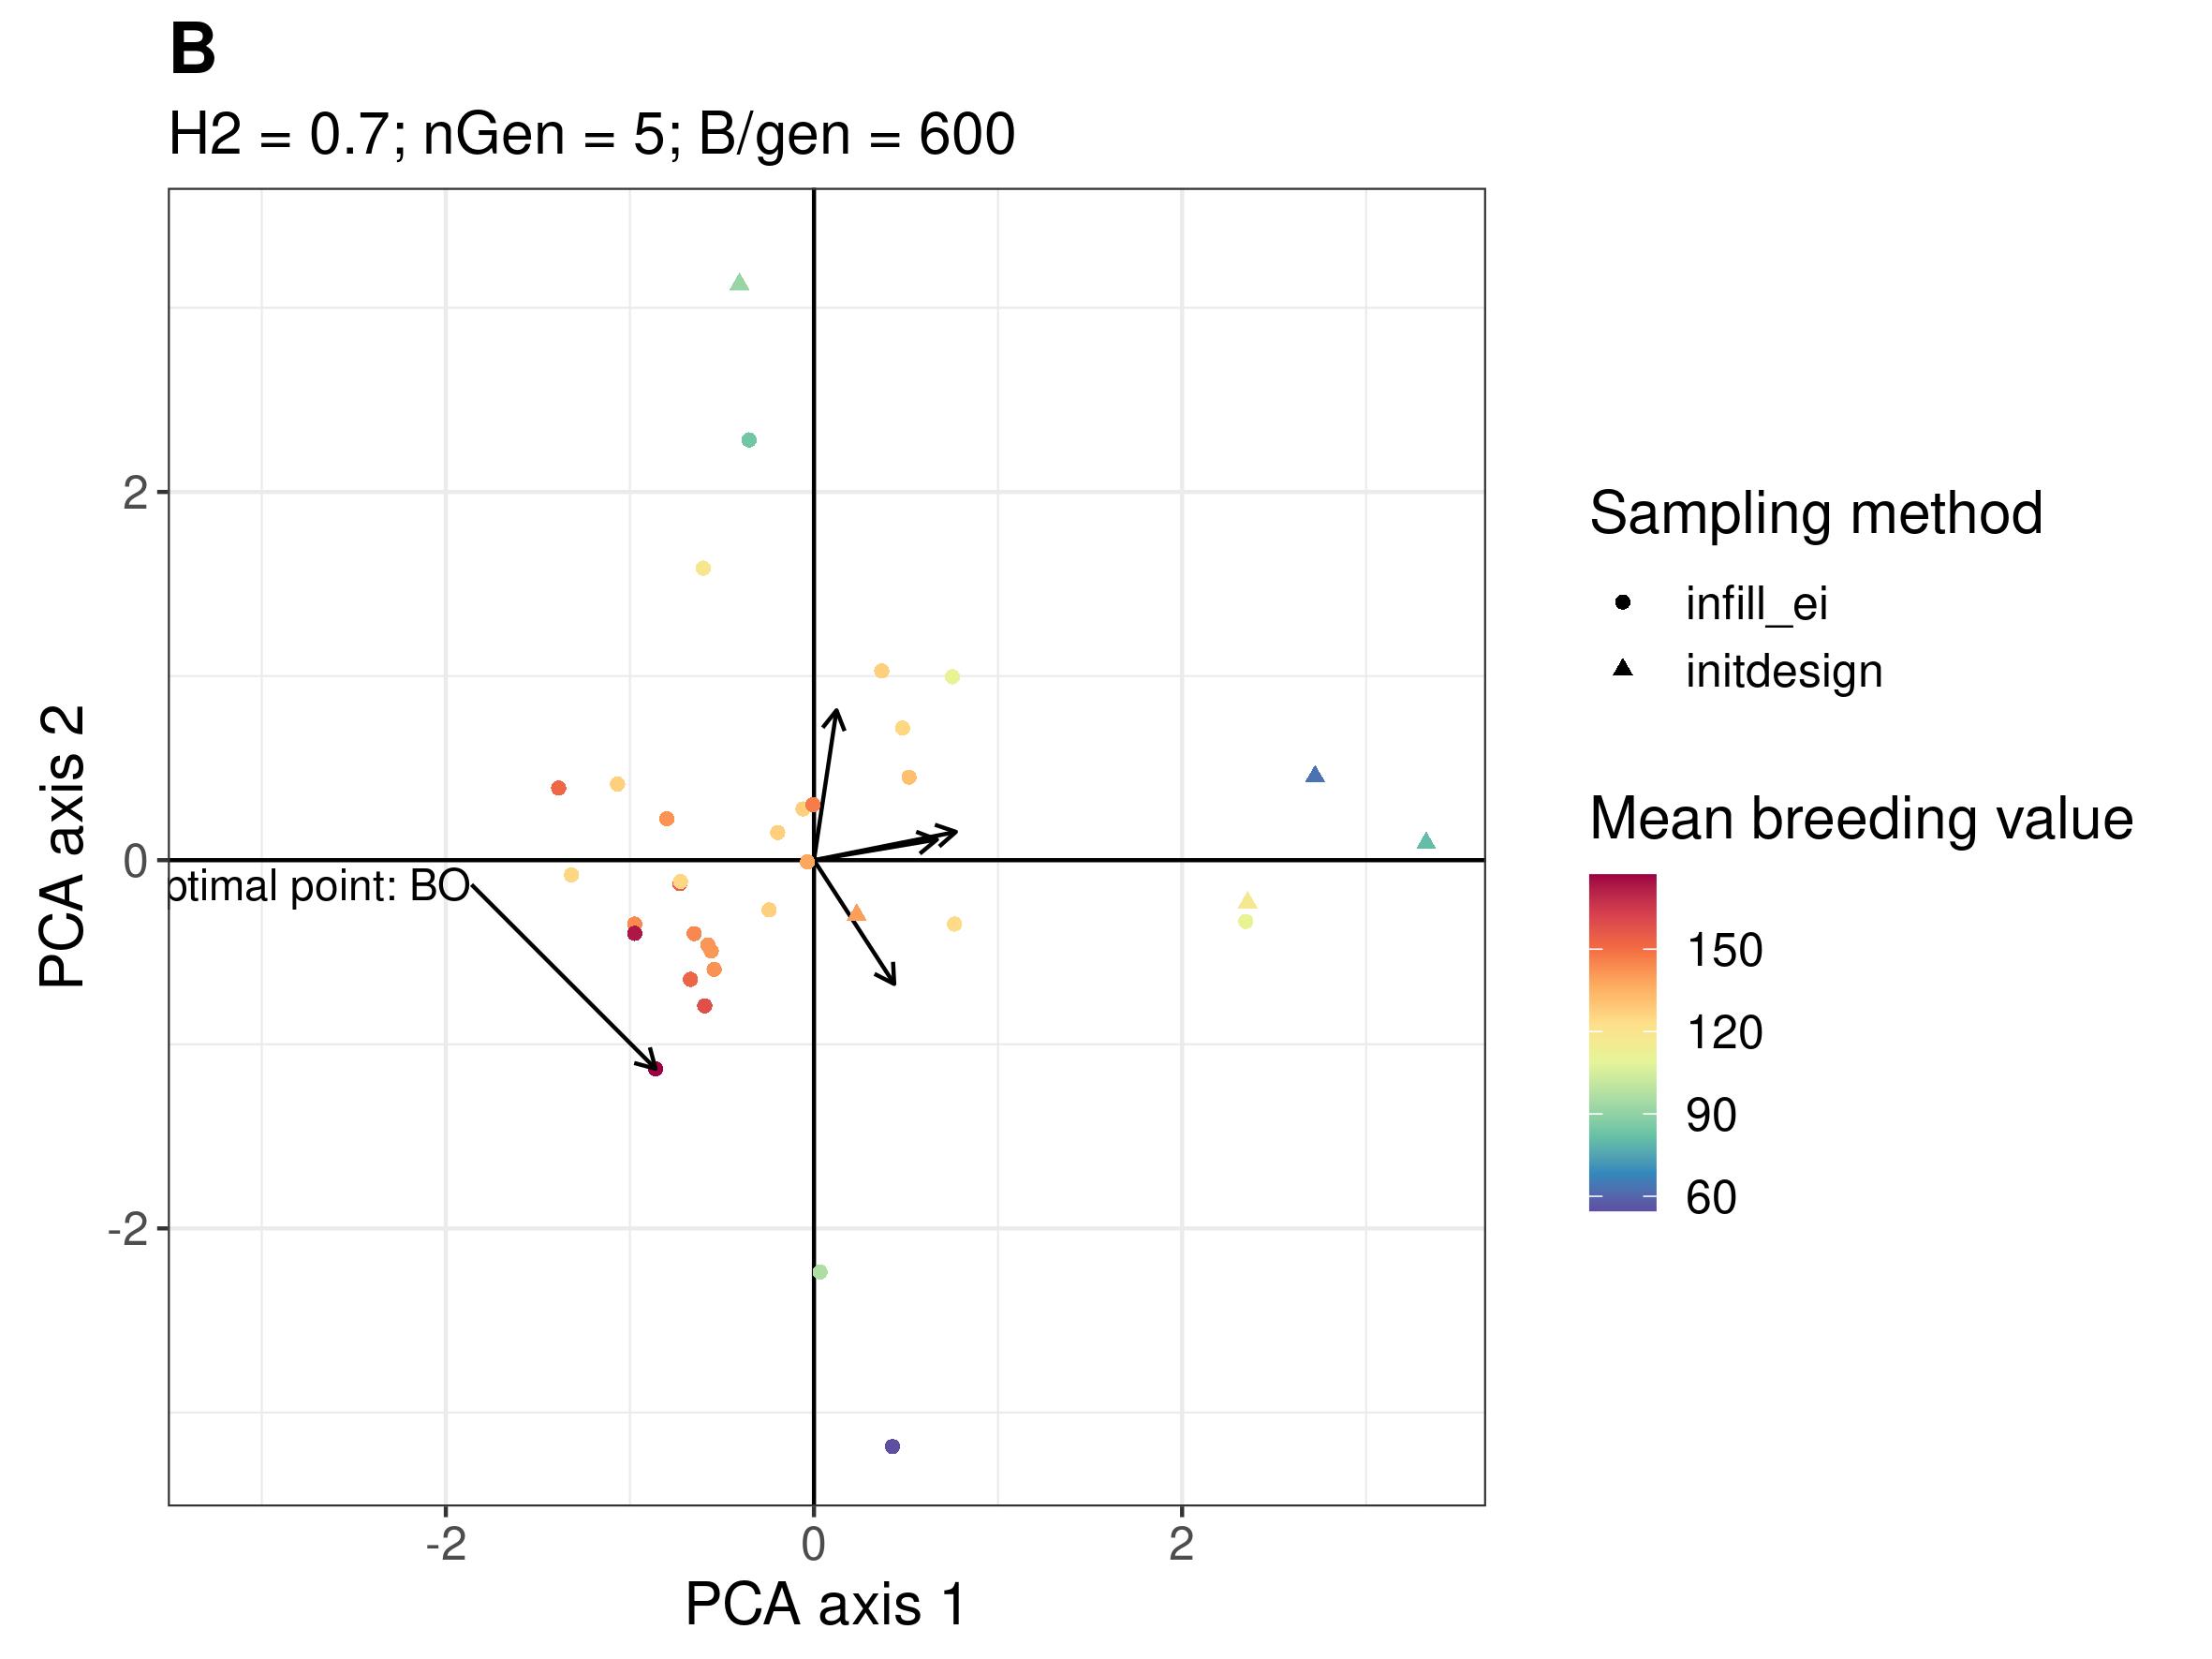 B
H2 = 0.7; nGen = 5; B/gen = 600
PCA axis 2
2
0
-2
ptimal point: BO
-2
0
2
PCA axis 1
Sampling method
infill_ei
initdesign
Mean breeding value
150
120
90
60